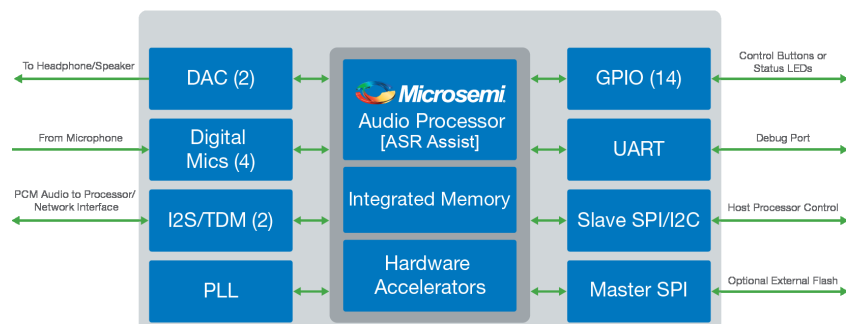 To Headphone/Speaker
DAC (2)
From Microphone
Digital
Mics (4)
PCM Audio to Processor/
Network Interface
I2S/TDM (2)
PLL
Microsemi.
Audio Processor
[ASR Assist]
Integrated Memory
Hardware
Accelerators
GPIO (14)
Control Buttons or
Status LEDs
UART
Debug Port
Slave SPI/I2C
Host Processor Control
Master SPI
Optional External Flash